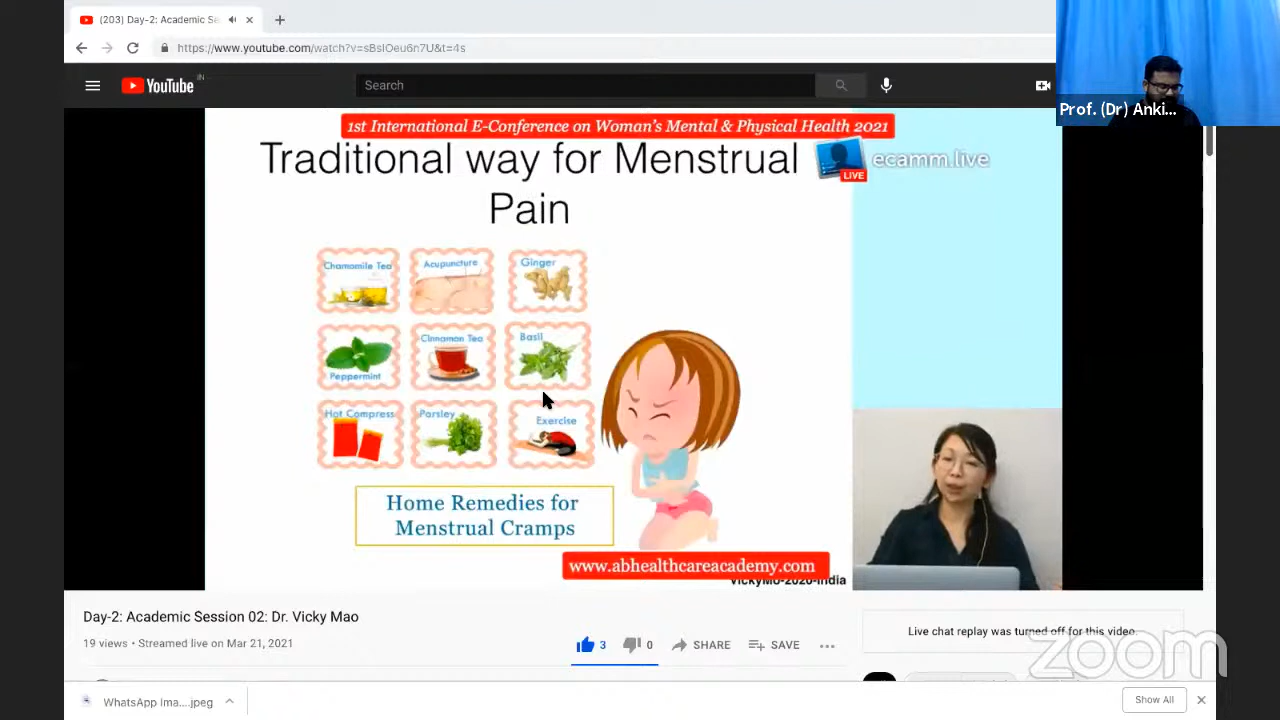 (203) Day-2: Academic Se
https://www.youtube.com/watch?v=sBsIOeu6n7U&t=4s
Prof. (Dr) Anki...
YouTube IN
Search
1st International E-Conference on Woman's Mental & Physical Health 2021
Traditional way for Menstrual
Pain
LIVE
ecamm.live
Chamomile Tea
Acupuncture
Ginger
Peppermint
Cinnamon Tea
Basil
Hot Compress
Parsley
Exercise
Home Remedies for
Menstrual Cramps
www.abhealthcareacademy.com
VickyMo-2020-India
Day-2: Academic Session 02: Dr. Vicky Mao
19 views • Streamed live on Mar 21, 2021
3
0
SHARE
SAVE
Live chat replay was turned off for this video.
zoom
WhatsApp Ima....jpeg
Show All